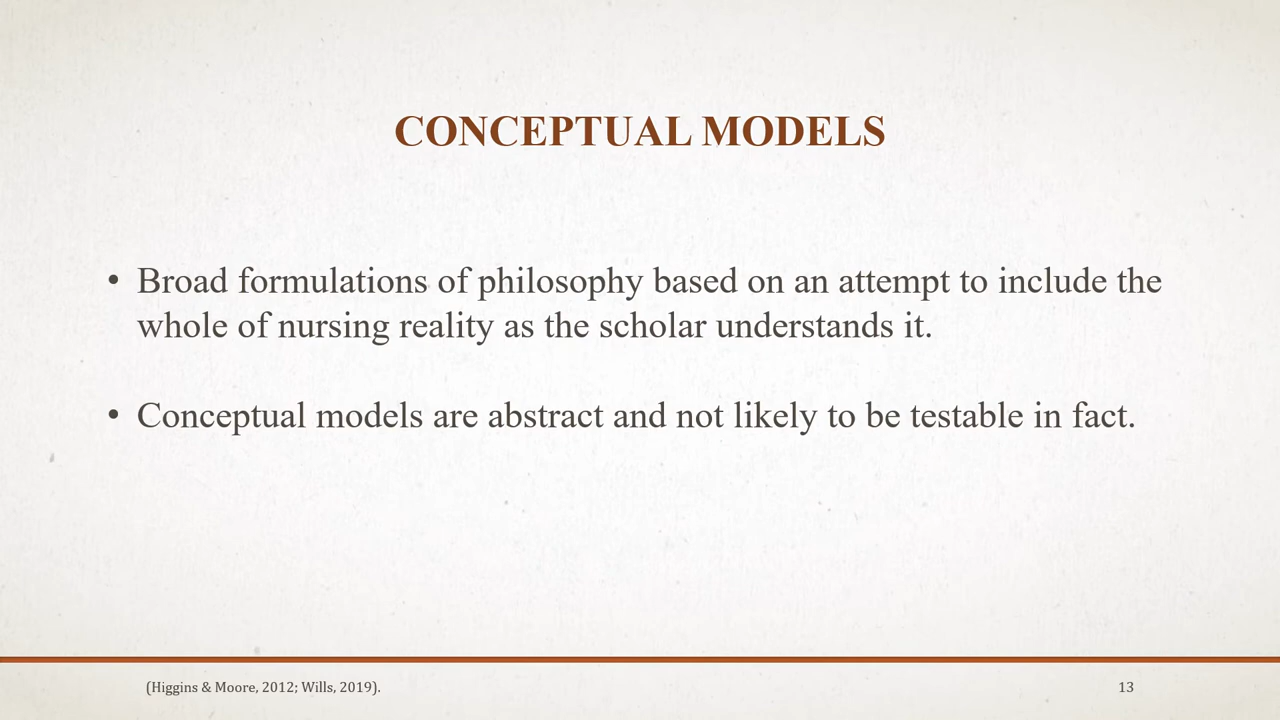 CONCEPTUAL MODELS
• Broad formulations of philosophy based on an attempt to include the
whole of nursing reality as the scholar understands it.
• Conceptual models are abstract and not likely to be testable in fact.
(Higgins & Moore, 2012; Wills, 2019).
13